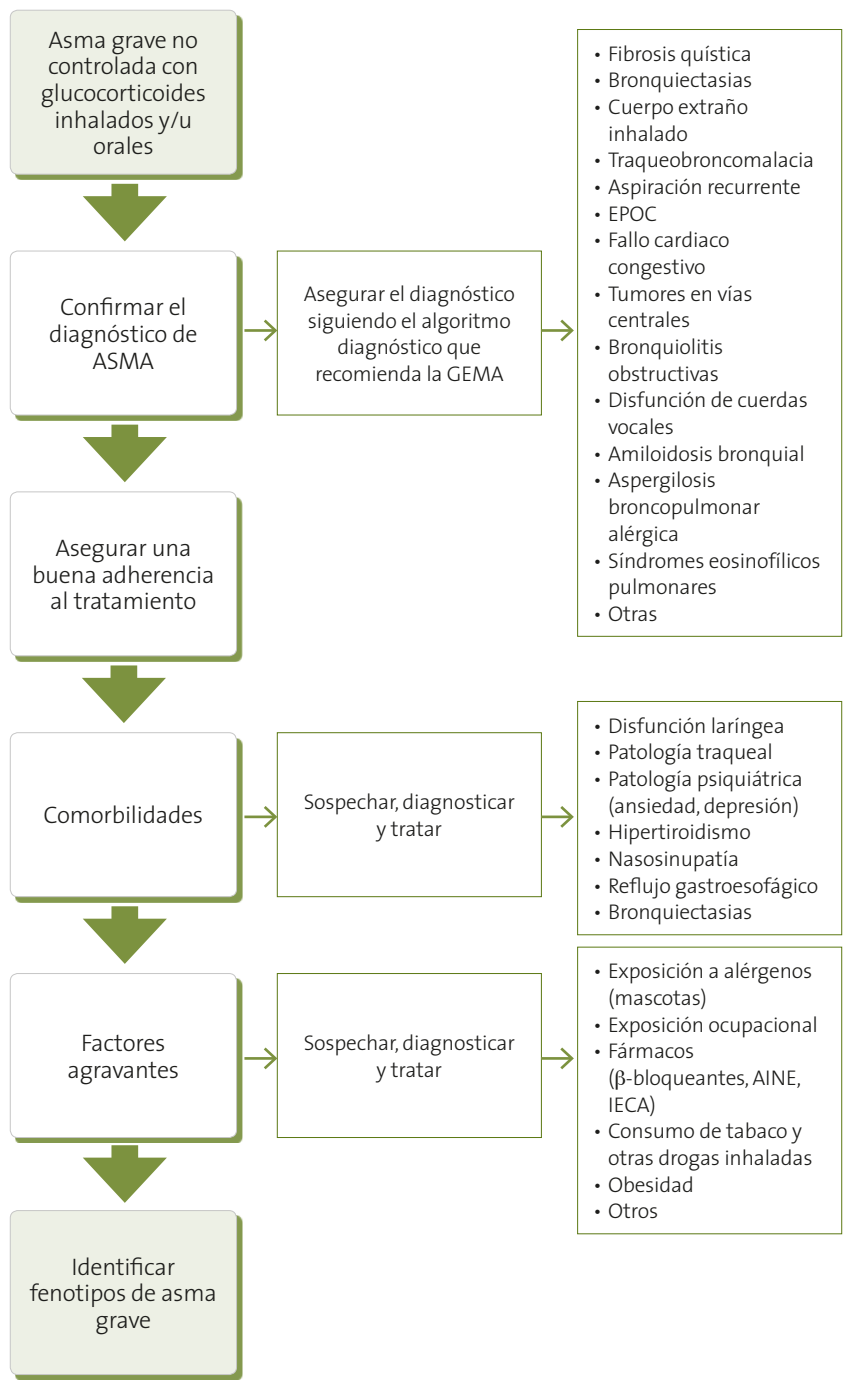 Asma grave no
controlada con
glucocorticoides
inhalados y/u
orales
Confirmar el
diagnóstico de
ASMA
Asegurar el diagnóstico
siguiendo el algoritmo
diagnóstico que
recomienda la GEMA
• Fibrosis quística
• Bronquiectasias
• Cuerpo extraño
inhalado
• Traqueobroncomalacia
• Aspiración recurrente
• EPOC
• Fallo cardiaco
congestivo
• Tumores en vías
centrales
• Bronquiolitis
obstructivas
• Disfunción de cuerdas
vocales
• Amiloidosis bronquial
• Aspergilosis
broncopulmonar
alérgica
• Síndromes eosinofílicos
pulmonares
• Otras
Asegurar una
buena adherencia
al tratamiento
Comorbilidades
Sospechar, diagnosticar
y tratar
• Disfunción laríngea
• Patología traqueal
• Patología psiquiátrica
(ansiedad, depresión)
• Hipertiroidismo
• Nasosinupatía
• Reflujo gastroesofágico
• Bronquiectasias
Factores
agravantes
Sospechar, diagnosticar
y tratar
• Exposición a alérgenos
(mascotas)
• Exposición ocupacional
• Fármacos
(β-bloqueantes, AINE,
IECA)
• Consumo de tabaco y
otras drogas inhaladas
• Obesidad
• Otros
Identificar
fenotipos de asma
grave